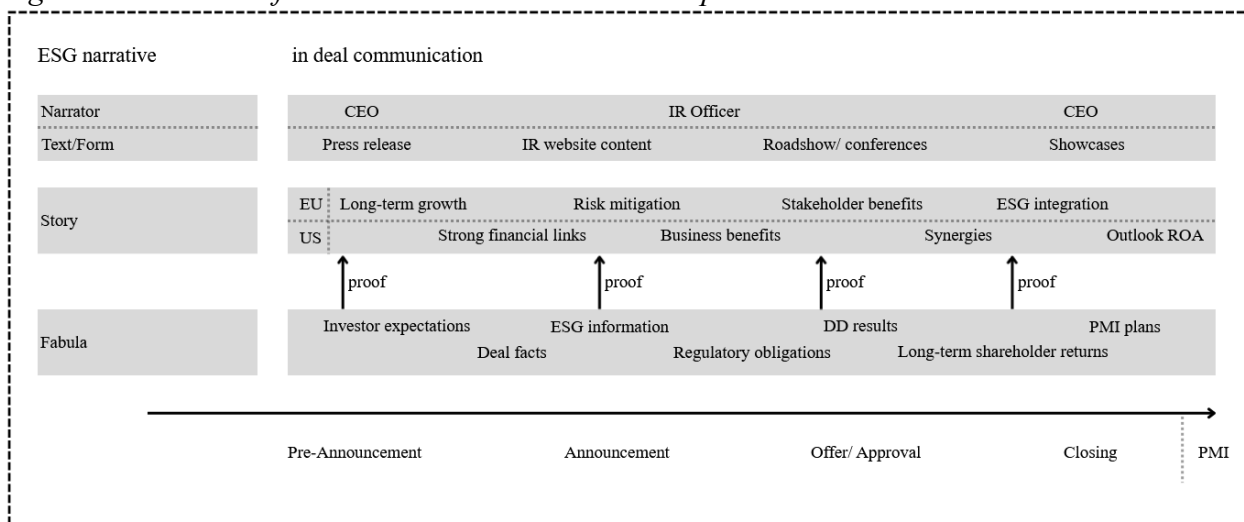 ESG narrative in deal communication
Narrator CEO IR Officer CEO
Text/Form Press release IR website content Roadshow/ conferences Showcases
Story
EU Long-term growth Risk mitigation Stakeholder benefits ESG integration
US Strong financial links Business benefits Synergies Outlook ROA
proof proof proof proof
Fabula
Investor expectations ESG information DD results PMI plans
Deal facts Regulatory obligations Long-term shareholder returns
Pre-Announcement Announcement Offer/ Approval Closing PMI